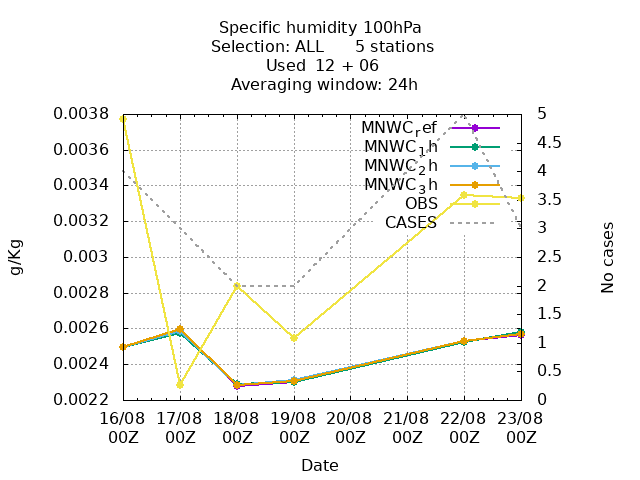 Specific humidity 100hPa
Selection: ALL 5 stations
Used 12 + 06
Averaging window: 24h
0.0038
0.0036
0.0034
0.0032
0.003
0.0028
0.0026
0.0024
0.0022
g/Kg
MNWC_ref
MNWC_1h
MNWC_2h
MNWC_3h
OBS
CASES
5
4.5
4
3.5
3
2.5
2
1.5
1
0.5
0
No cases
16/08 17/08 18/08 19/08 20/08 21/08 22/08 23/08
00Z 00Z 00Z 00Z 00Z 00Z 00Z 00Z
Date